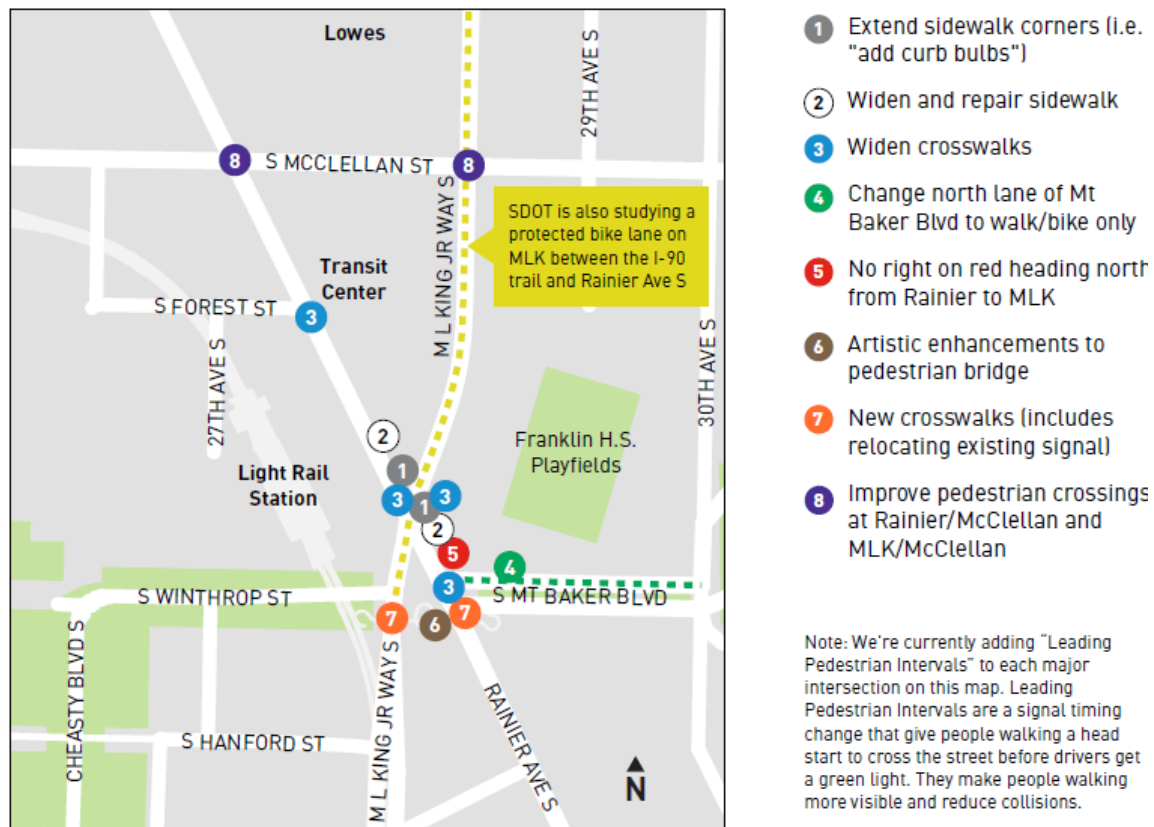 Lowes
29TH AVE S
8
S MCCLELLAN ST
8
M L KING JR WAY S
SDOT is also studying a
protected bike lane on
MLK between the I-90
trail and Rainier Ave S
Transit
Center
S FOREST ST
3
27TH AVE S
30TH AVE S
2
Franklin H.S.
Playfields
1
Light Rail
Station
3
3
1
2
5
4
3
S WINTHROP ST
S MT BAKER BLVD
7
6
7
CHEASTY BLVD S
M L KING JR WAY S
RAINIER AVE S
S HANFORD ST
N
1 Extend sidewalk corners (i.e.
"add curb bulbs")
2 Widen and repair sidewalk
3 Widen crosswalks
4 Change north lane of Mt
Baker Blvd to walk/bike only
5 No right on red heading north
from Rainier to MLK
6 Artistic enhancements to
pedestrian bridge
7 New crosswalks (includes
relocating existing signal)
8 Improve pedestrian crossings
at Rainier/McClellan and
MLK/McClellan
Note: We're currently adding “Leading
Pedestrian Intervals” to each major
intersection on this map. Leading
Pedestrian Intervals are a signal timing
change that give people walking a head
start to cross the street before drivers get
a green light. They make people walking
more visible and reduce collisions.